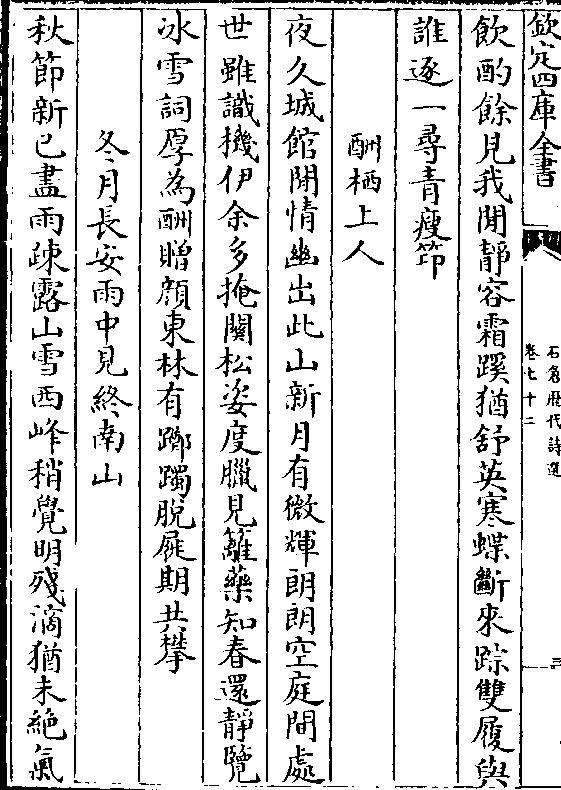 欽定四庫全書
石倉歴代詩選
卷七十二
三
飲酌餘見我閒靜容霜蹊猶舒英寒蝶斷來踪雙履與
誰逐一尋青瘦筇
酬栖上人
夜久城館閒情幽出此山新月有微輝朗朗空庭間處
世雖識機伊余多掩關松姿度臘見籬藥知春還靜覽
冰雪詞厚為酬贈顏東林有躑躅脫屣期共攀
冬月長安雨中見終南山
秋節新已盡雨疎露山雪西峰稍覺明殘滴猶未絕氣